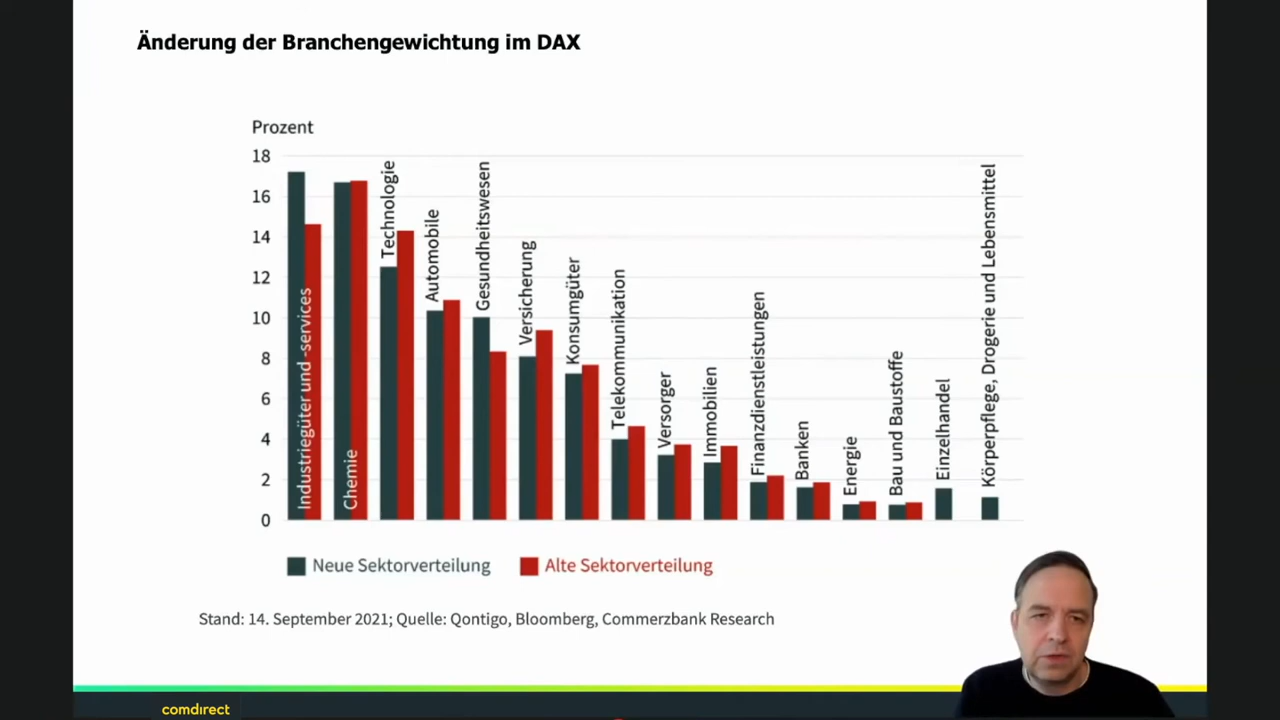 Änderung der Branchengewichtung im DAX
Prozent
18
16
14
12
10
8
6
4
2
0
Industriegüter und -services
Chemie
Technologie
Automobile
Gesundheitswesen
Versicherung
Konsumgüter
Telekommunikation
Versorger
Immobilien
Finanzdienstleistungen
Banken
Energie
Bau und Baustoffe
Einzelhandel
Körperpflege, Drogerie und Lebensmittel
Neue Sektorverteilung
Alte Sektorverteilung
Stand: 14. September 2021; Quelle: Qontigo, Bloomberg, Commerzbank Research
comdirect